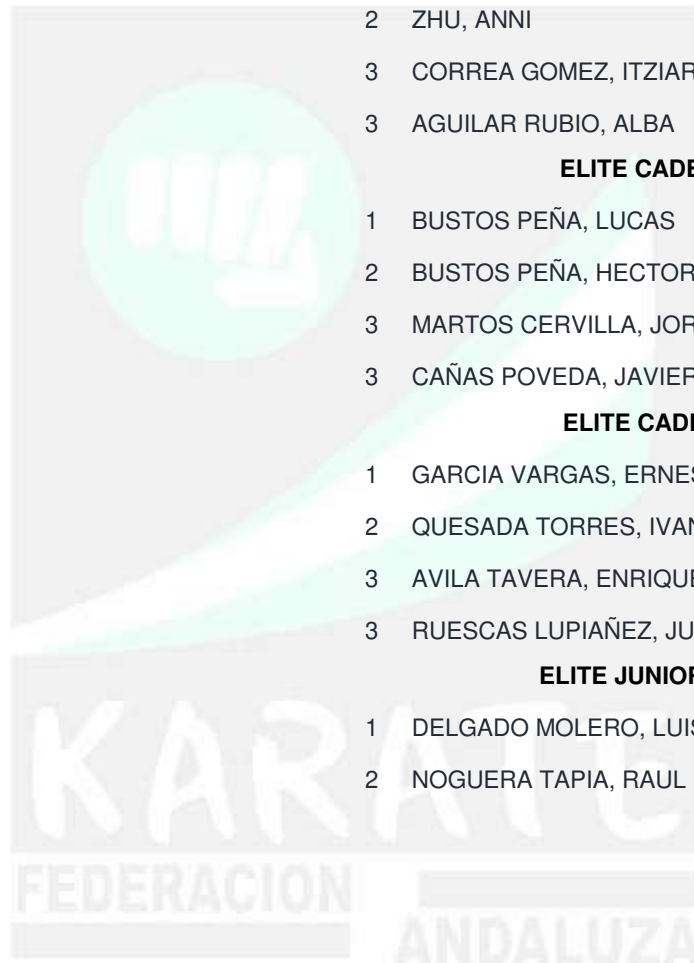 2 ZHU, ANNI
3 CORREA GOMEZ, ITZIAR
3 AGUILAR RUBIO, ALBA
ELITE CADE
1 BUSTOS PEÑA, LUCAS
2 BUSTOS PEÑA, HECTOR
3 MARTOS CERVILLA, JOR
3 CAÑAS POVEDA, JAVIER
ELITE CADE
1 GARCIA VARGAS, ERNES
2 QUESADA TORRES, IVAN
3 AVILA TAVERA, ENRIQUE
3 RUESCAS LUPIAÑEZ, JU
ELITE JUNIOR
1 DELGADO MOLERO, LUIS
2 NOGUERA TAPIA, RAUL
KARATE
FEDERACION
ANDALUZA